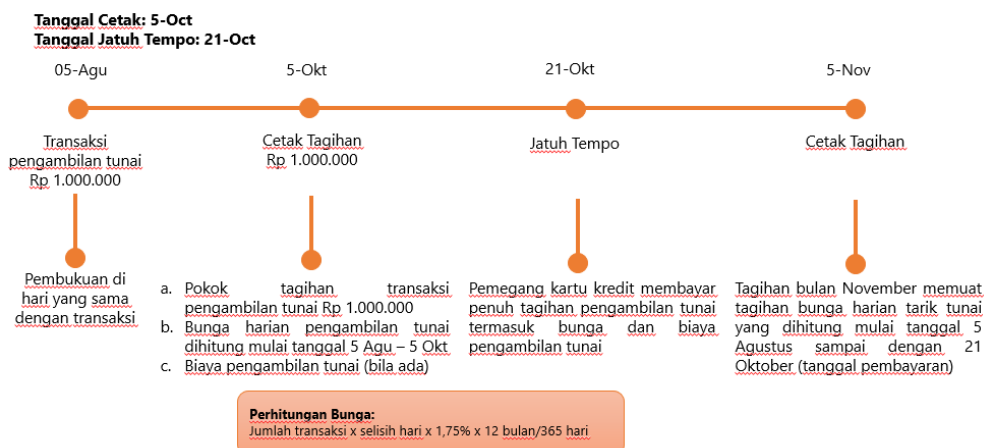 Tanggal Cetak: 5-Oct
Tanggal Jatuh Tempo: 21-Oct
05-Agu
5-Okt
21-Okt
5-Nov
Transaksi
pengambilan tunai
Rp 1.000.000
Cetak Tagihan
Rp 1.000.000
Jatuh Tempo
Cetak Tagihan
Pembukuan di
hari yang sama
dengan transaksi
a. Pokok tagihan transaksi
pengambilan tunai Rp 1.000.000
b. Bunga harian pengambilan tunai
dihitung mulai tanggal 5 Agu – 5 Okt
c. Biaya pengambilan tunai (bila ada)
Pemegang kartu kredit membayar
penuh tagihan pengambilan tunai
termasuk bunga dan biaya
pengambilan tunai
Tagihan bulan November memuat
tagihan bunga harian tarik tunai
yang dihitung mulai tanggal 5
Agustus sampai dengan 21
Oktober (tanggal pembayaran)
Perhitungan Bunga:
Jumlah transaksi x selisih hari x 1,75% x 12 bulan/365 hari